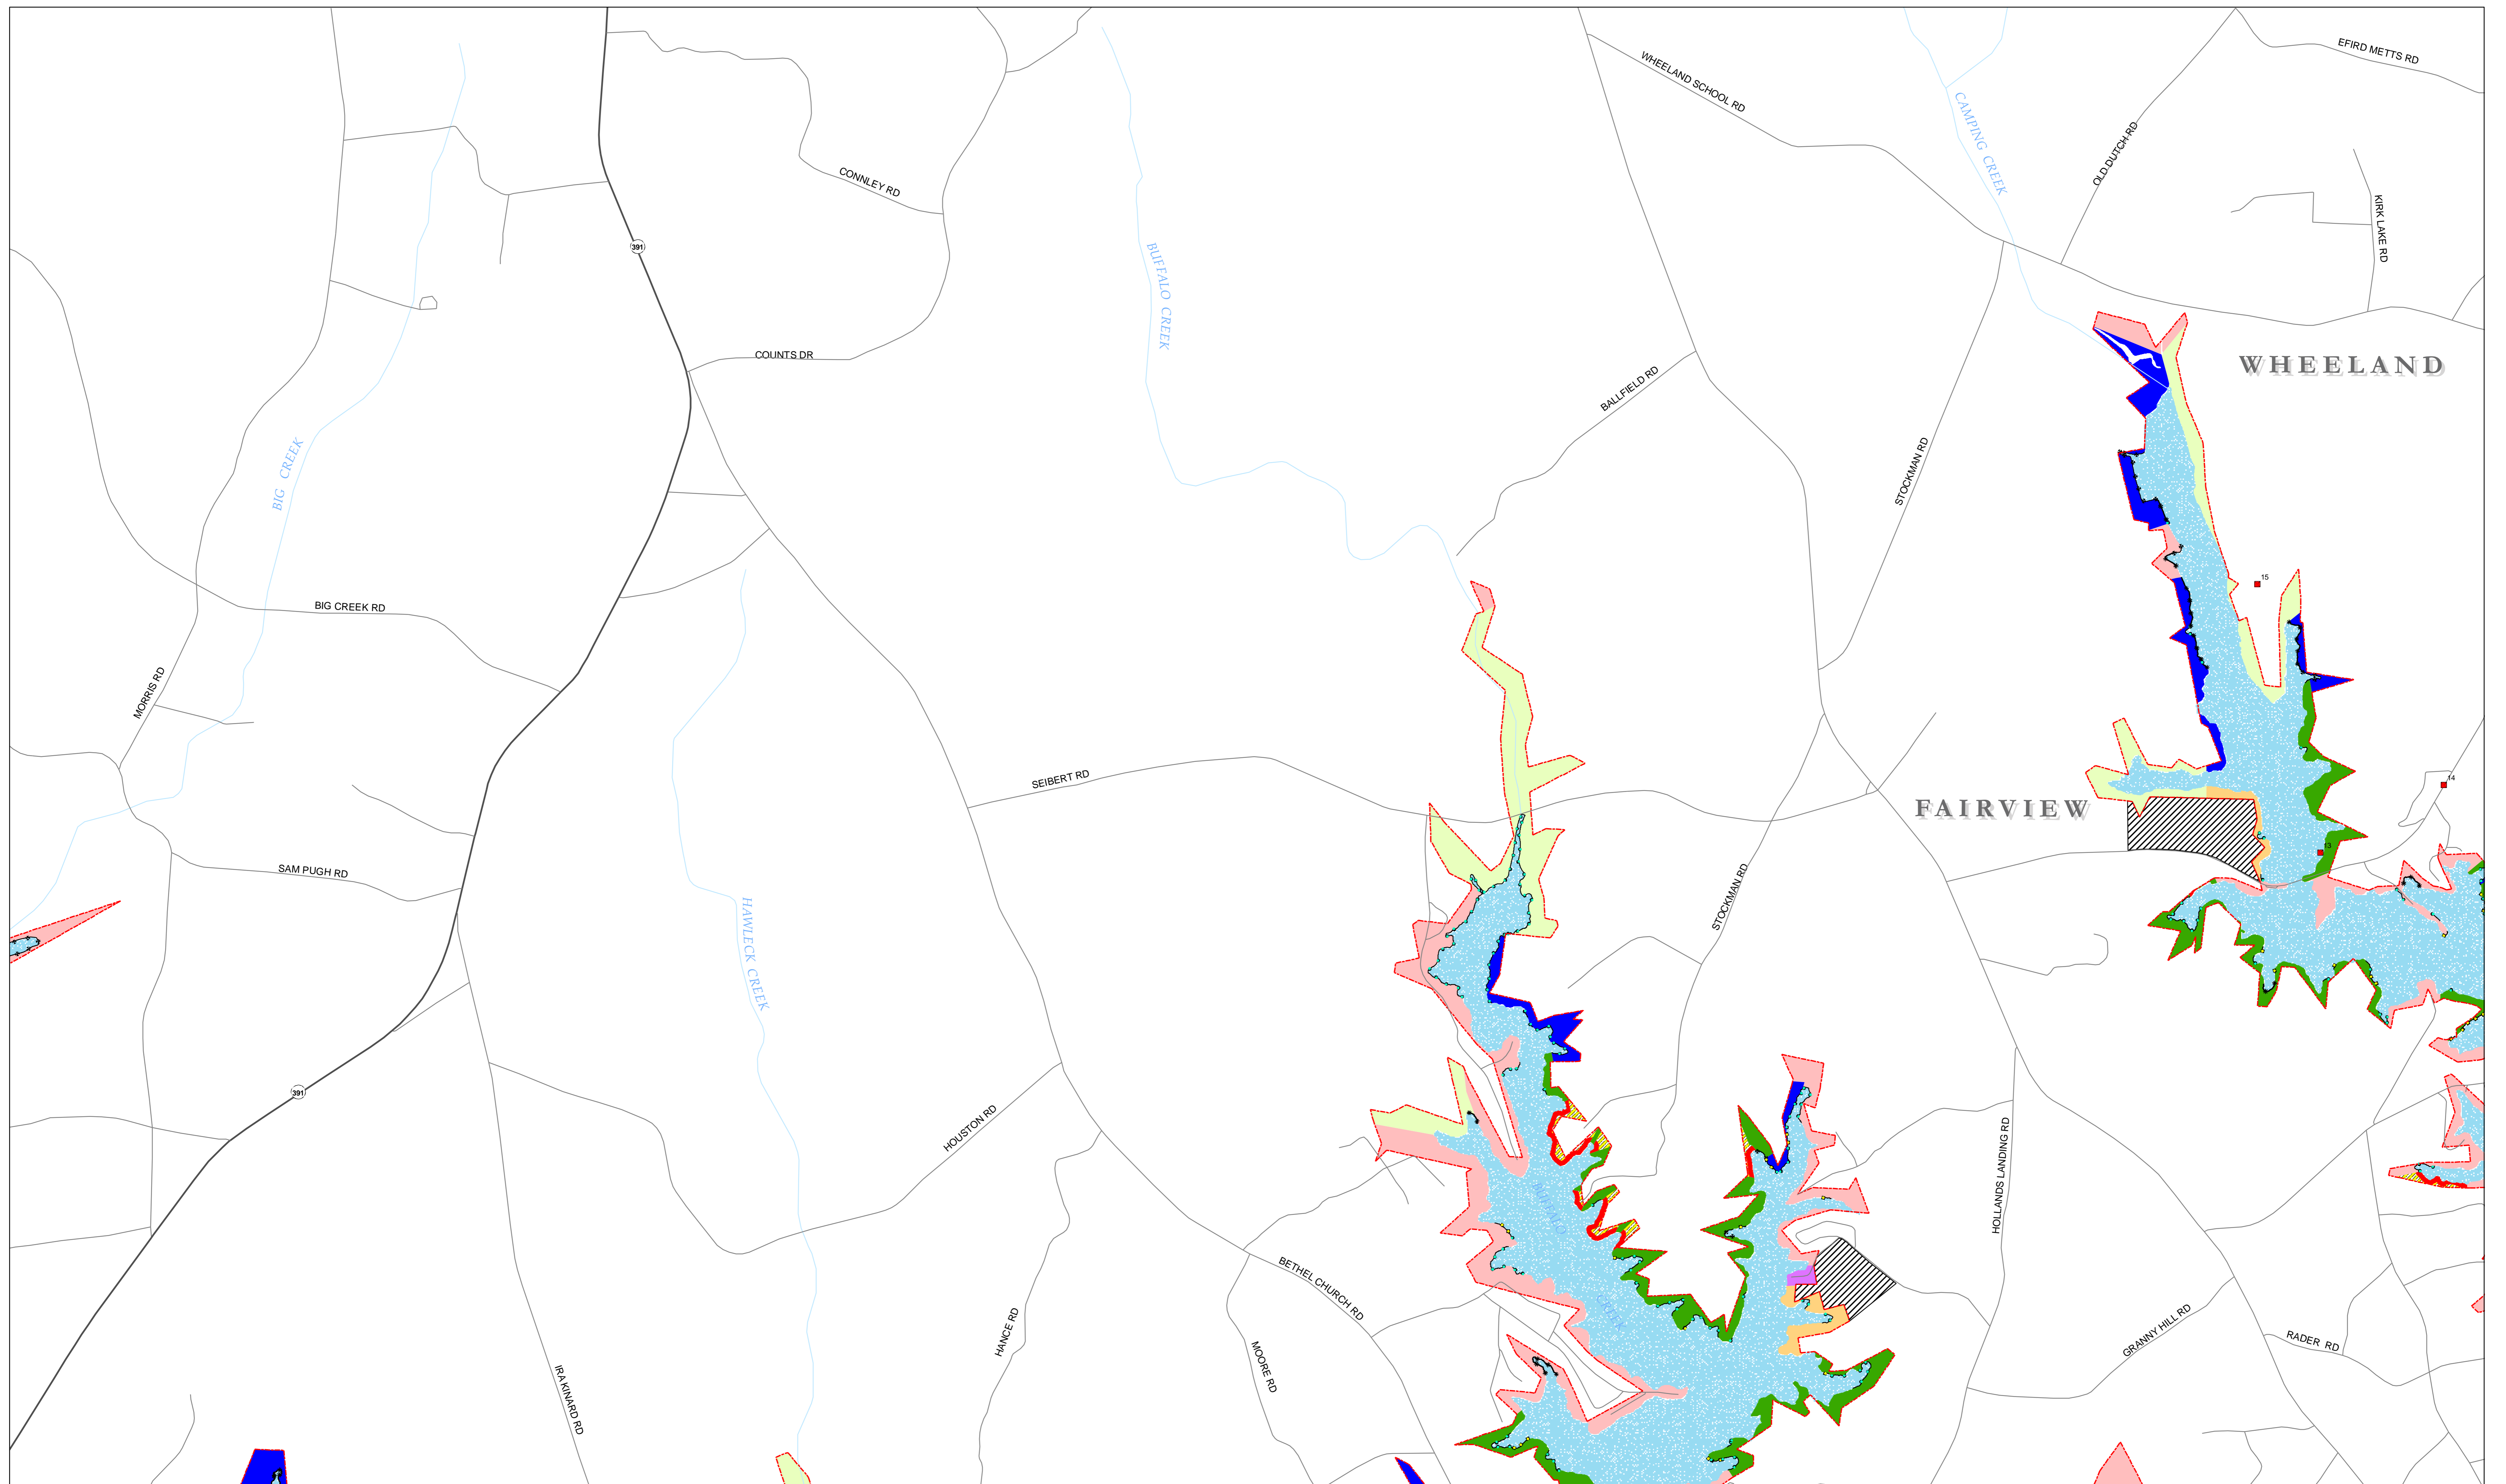 EFIRD METTS RD
WHEELAND SCHOOL RD
CAMPING CREEK
OLD DUTCH RD
CONNLEY RD
KIRK LAKE RD
391
BUFFALO CREEK
COUNTS DR
WHEELAND
BALLFIELD RD
BIG CREEK
STOCKMAN RD
15
BIG CREEK RD
MORRIS RD
SEIBERT RD
14
FAIRVIEW
13
SAM PUGH RD
STOCKMAN RD
HAWLECK CREEK
391
HOUSTON RD
HOLLANDS LANDING RD
BUFFALO
CREEK
BETHEL CHURCH RD
HANCE RD
GRANNY HILL RD
RADER RD
MOORE RD
IRA KINARD RD